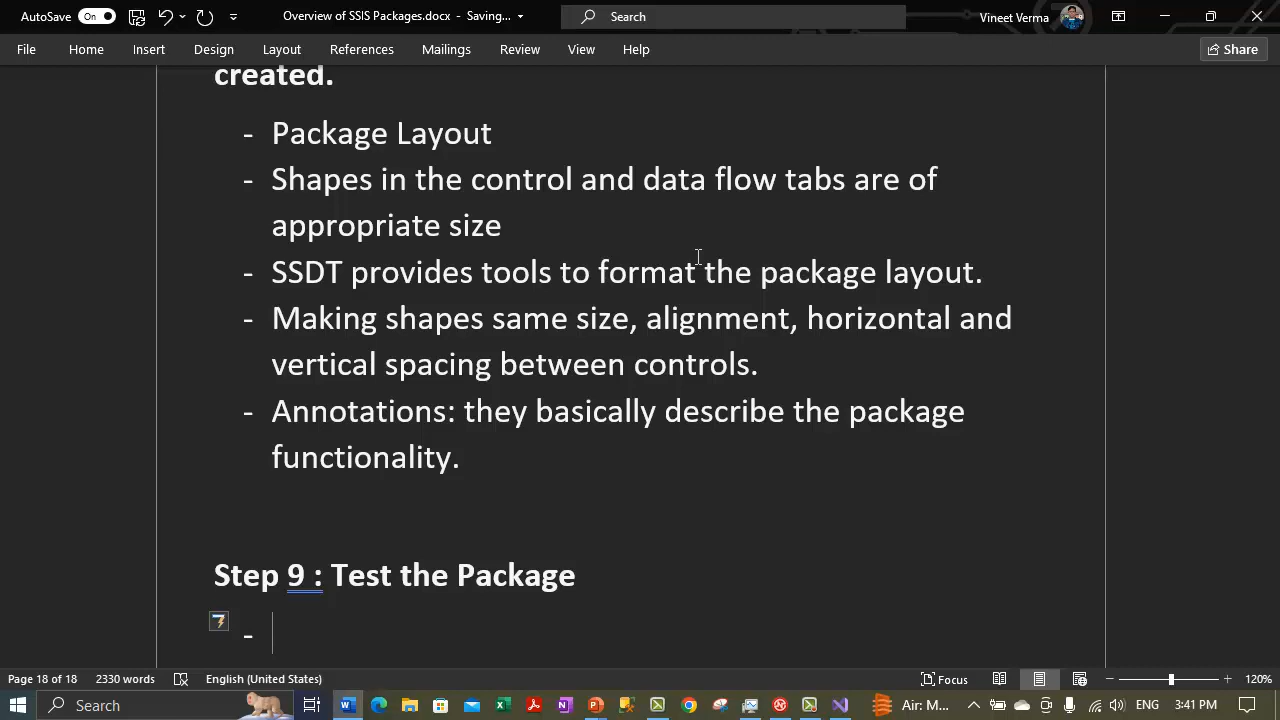 AutoSave On Overview of SSIS Packages.docx - Saving... Search Vineet Verma
File Home Insert Design Layout References Mailings Review View Help Share
created.
- Package Layout
- Shapes in the control and data flow tabs are of
appropriate size
- SSDT provides tools to format the package layout.
- Making shapes same size, alignment, horizontal and
vertical spacing between controls.
- Annotations: they basically describe the package
functionality.
Step 9 : Test the Package
-
Page 18 of 18 2330 words English (United States) Focus 120%
Search Air: M... ENG 3:41 PM